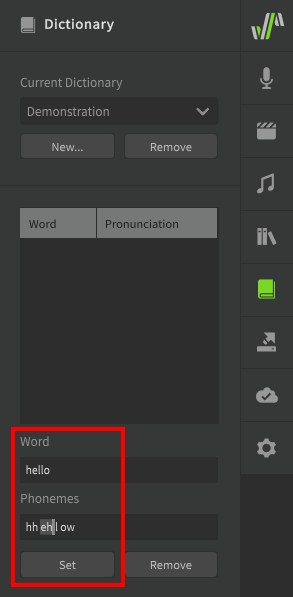 Dictionary
Current Dictionary
Demonstration
New... Remove
Word Pronunciation
Word
hello
Phonemes
hh eh l ow
Set Remove